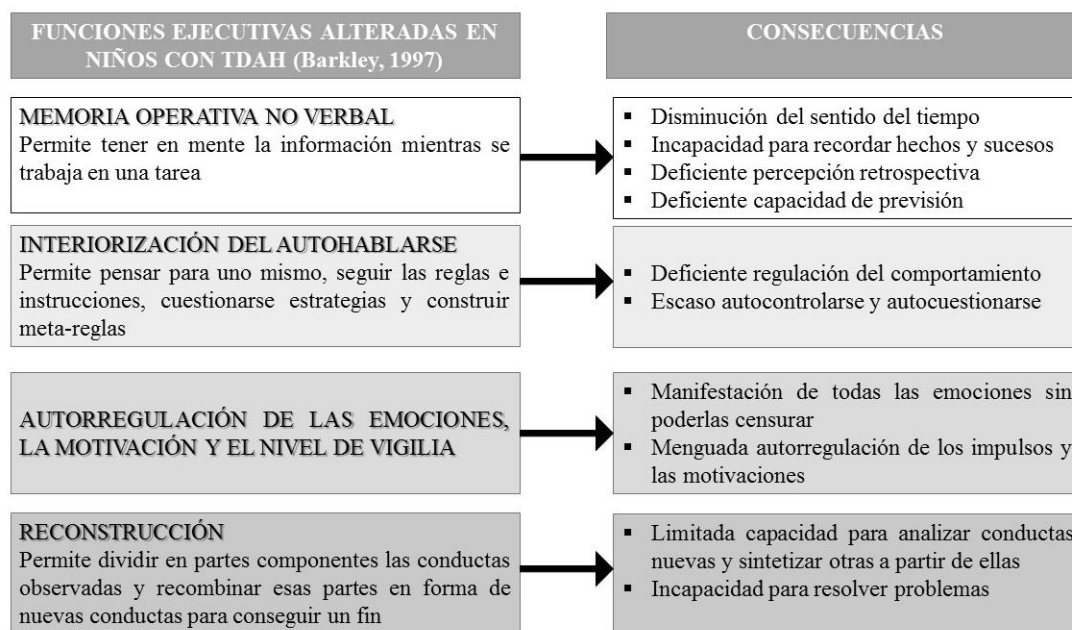 FUNCIONES EJECUTIVAS ALTERADAS EN
NIÑOS CON TDAH (Barkley, 1997)
CONSECUENCIAS
MEMORIA OPERATIVA NO VERBAL
Permite tener en mente la información mientras se
trabaja en una tarea
▪ Disminución del sentido del tiempo
▪ Incapacidad para recordar hechos y sucesos
▪ Deficiente percepción retrospectiva
▪ Deficiente capacidad de previsión
INTERIORIZACIÓN DEL AUTOHABLARSE
Permite pensar para uno mismo, seguir las reglas e
instrucciones, cuestionarse estrategias y construir
meta-reglas
▪ Deficiente regulación del comportamiento
▪ Escaso autocontrolarse y autocuestionarse
AUTORREGULACIÓN DE LAS EMOCIONES,
LA MOTIVACIÓN Y EL NIVEL DE VIGILIA
▪ Manifestación de todas las emociones sin
poderlas censurar
▪ Menguada autorregulación de los impulsos y
las motivaciones
RECONSTRUCCIÓN
Permite dividir en partes componentes las conductas
observadas y recombinar esas partes en forma de
nuevas conductas para conseguir un fin
▪ Limitada capacidad para analizar conductas
nuevas y sintetizar otras a partir de ellas
▪ Incapacidad para resolver problemas